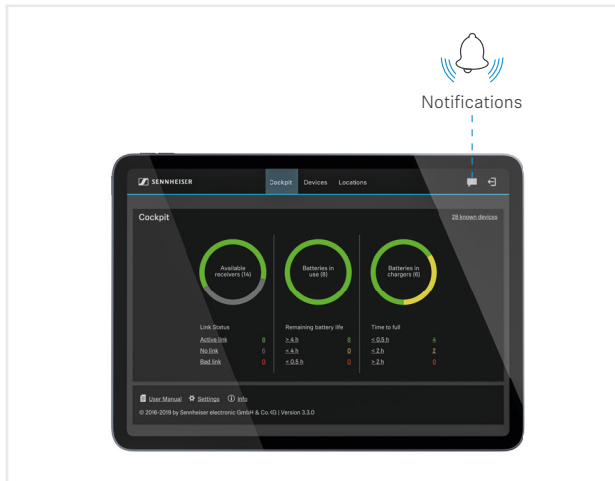 Notifications
SENNHEISER
Cockpit Devices Locations
Cockpit
28 known devices
Available receivers (14)
Batteries in use (8)
Batteries in chargers (6)
Link Status
Active link 8
No link 6
Bad link 0
Remaining battery life
> 4 h 8
< 4 h 0
< 0.5 h 0
Time to full
< 0.5 h 4
< 2 h 2
> 2 h 0
User Manual Settings Info
© 2016-2019 by Sennheiser electronic GmbH & Co. KG | Version 3.3.0